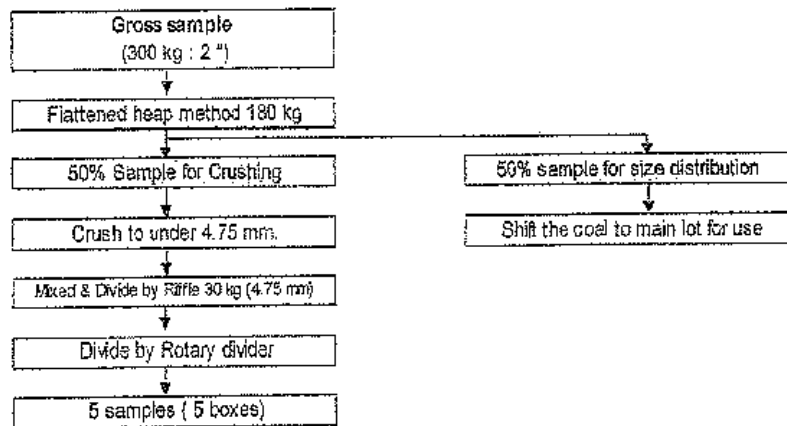 Gross sample
(300 kg : 2 ")
Flattened heap method 180 kg
50% Sample for Crushing
50% sample for size distribution
Crush to under 4.75 mm.
Shift the coal to main lot for use
Mixed & Divide by Riffle 30 kg (4.75 mm)
Divide by Rotary divider
5 samples ( 5 boxes)